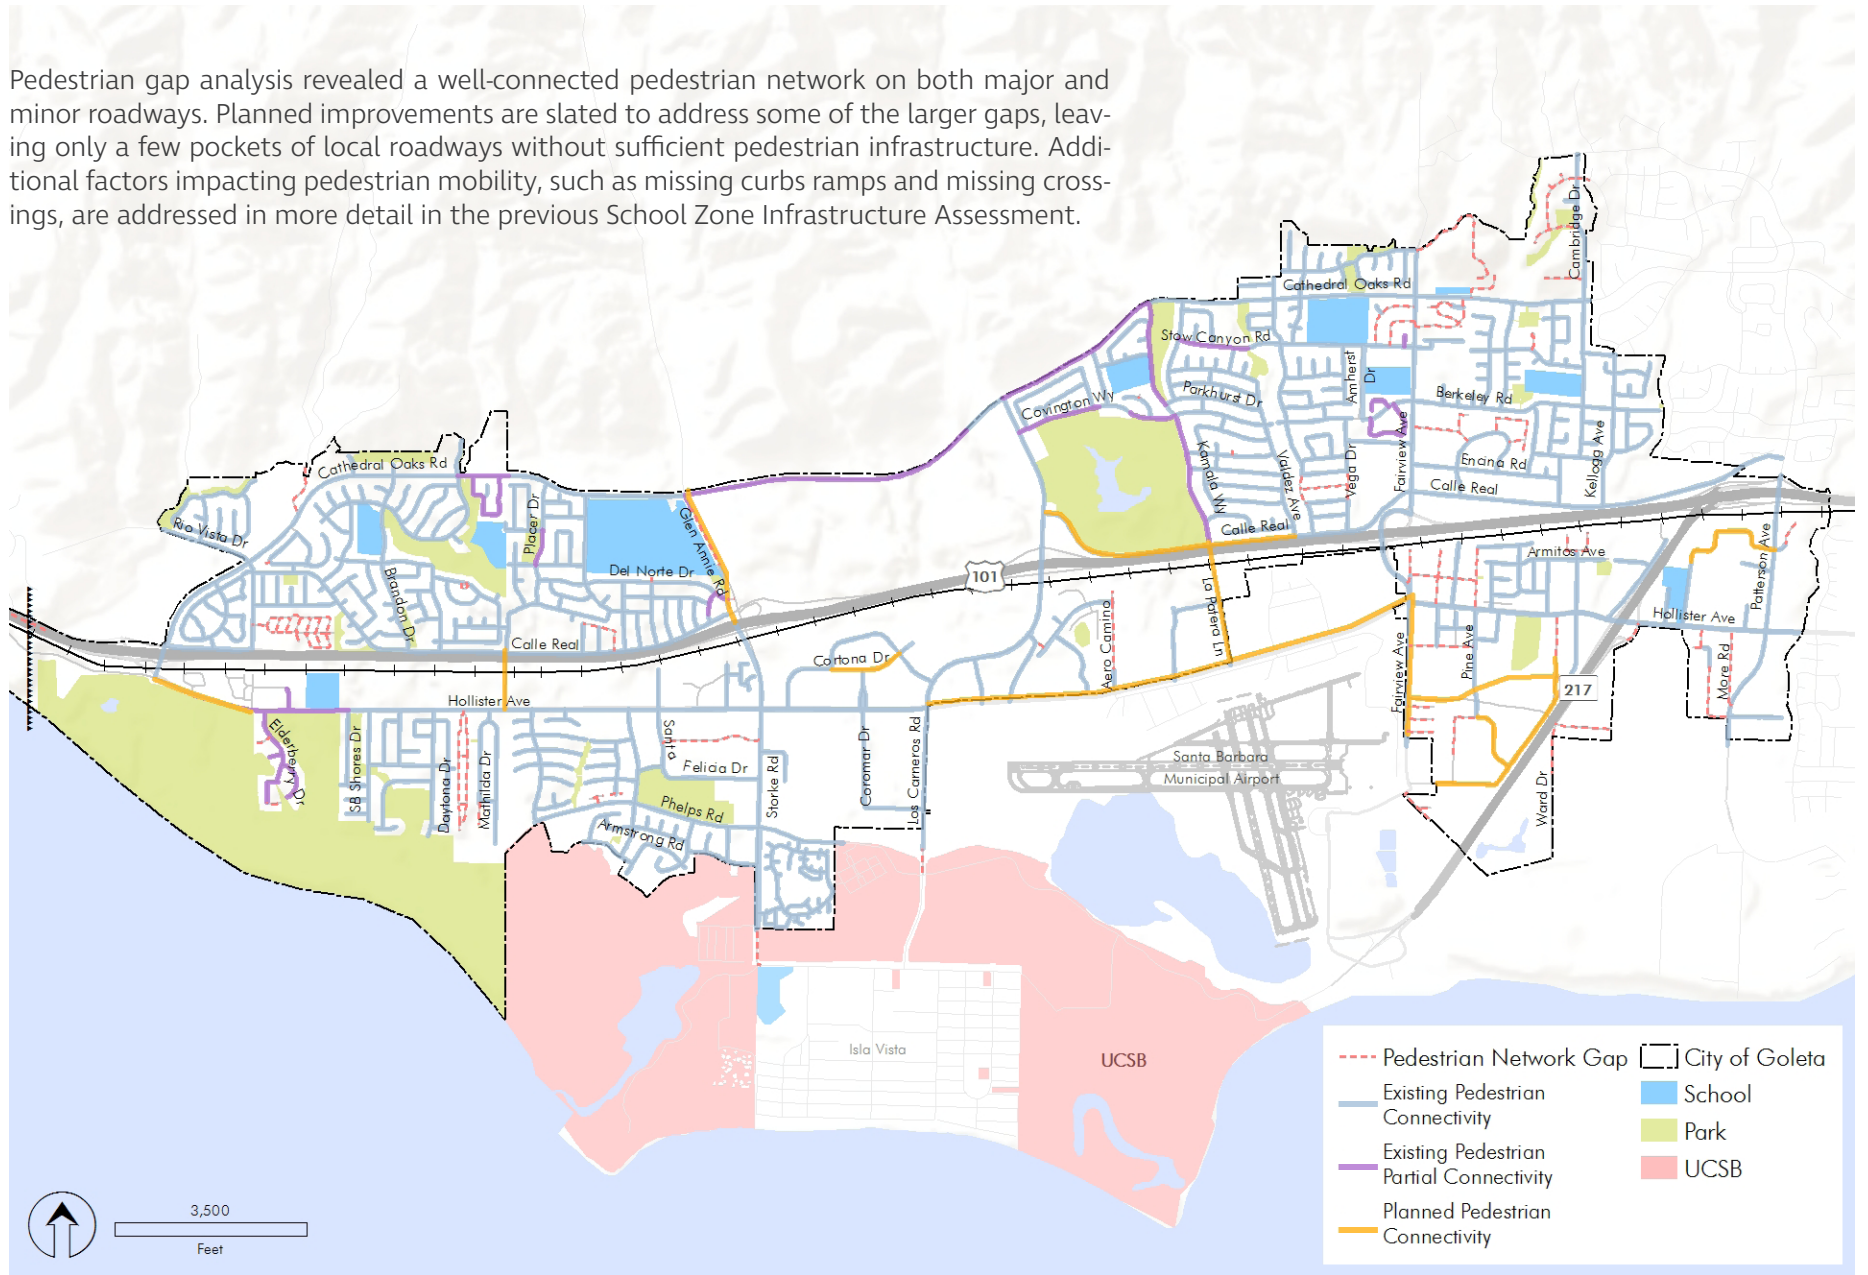 Pedestrian gap analysis revealed a well-connected pedestrian network on both major and
minor roadways. Planned improvements are slated to address some of the larger gaps, leav-
ing only a few pockets of local roadways without sufficient pedestrian infrastructure. Addi-
tional factors impacting pedestrian mobility, such as missing curbs ramps and missing cross-
ings, are addressed in more detail in the previous School Zone Infrastructure Assessment.
Cambridge Dr
Cathedral Oaks Rd
Stow Canyon Rd
Amherst
Dr
Parkhurst Dr
Berkeley Rd
Covington Wy
Fairview Ave
Kellogg Ave
Kamala Wy
Valdez Ave
Vega Dr
Encina Rd
Calle Real
Calle Real
Cathedral Oaks Rd
Rio Vista Dr
Placer Dr
Glen Annie Rd
Del Norte Dr
Brandon Dr
Calle Real
101
Armitos Ave
Patterson Ave
Hollister Ave
La Patera Ln
Aero Camino
Fairview Ave
Pine Ave
More Rd
217
Cortona Dr
Hollister Ave
Elderberry Dr
SB Shores Dr
Daytona Dr
Mathilda Dr
Santa
Felicia Dr
Storke Rd
Coromar Dr
Los Carneros Rd
Phelps Rd
Armstrong Rd
Santa Barbara
Municipal Airport
Ward Dr
Isla Vista
UCSB
Pedestrian Network Gap
Existing Pedestrian
Connectivity
Existing Pedestrian
Partial Connectivity
Planned Pedestrian
Connectivity
City of Goleta
School
Park
UCSB
3,500
Feet